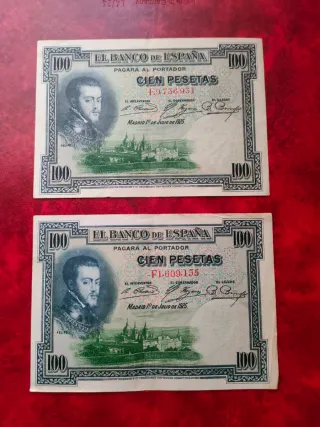 100 EL BANCO DE ESPAÑA 100
PAGARÁ AL PORTADOR
CIEN PESETAS
EL INTERVENTOR EL GOBERNADOR EL CAJERO
Madrid 1º de Julio de 1925.
100 100
100 EL BANCO DE ESPAÑA 100
PAGARÁ AL PORTADOR
CIEN PESETAS
F1.609.155
EL INTERVENTOR EL GOBERNADOR EL CAJERO
Madrid 1º de Julio de 1925.
100 100